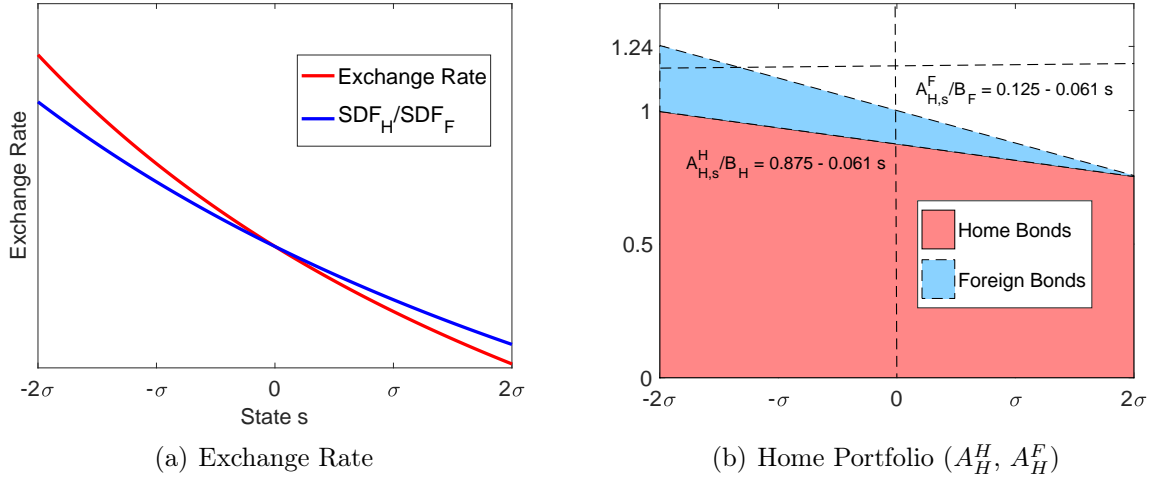 Exchange Rate
Exchange Rate
SDF_H/SDF_F
-2σ
-σ
0
σ
2σ
State s
(a) Exchange Rate
1.24
1
0.5
0
A^F_{H,s}/B_F = 0.125 - 0.061 s
A^H_{H,s}/B_H = 0.875 - 0.061 s
Home Bonds
Foreign Bonds
-2σ
-σ
0
σ
2σ
(b) Home Portfolio (A^H_H, A^F_H)